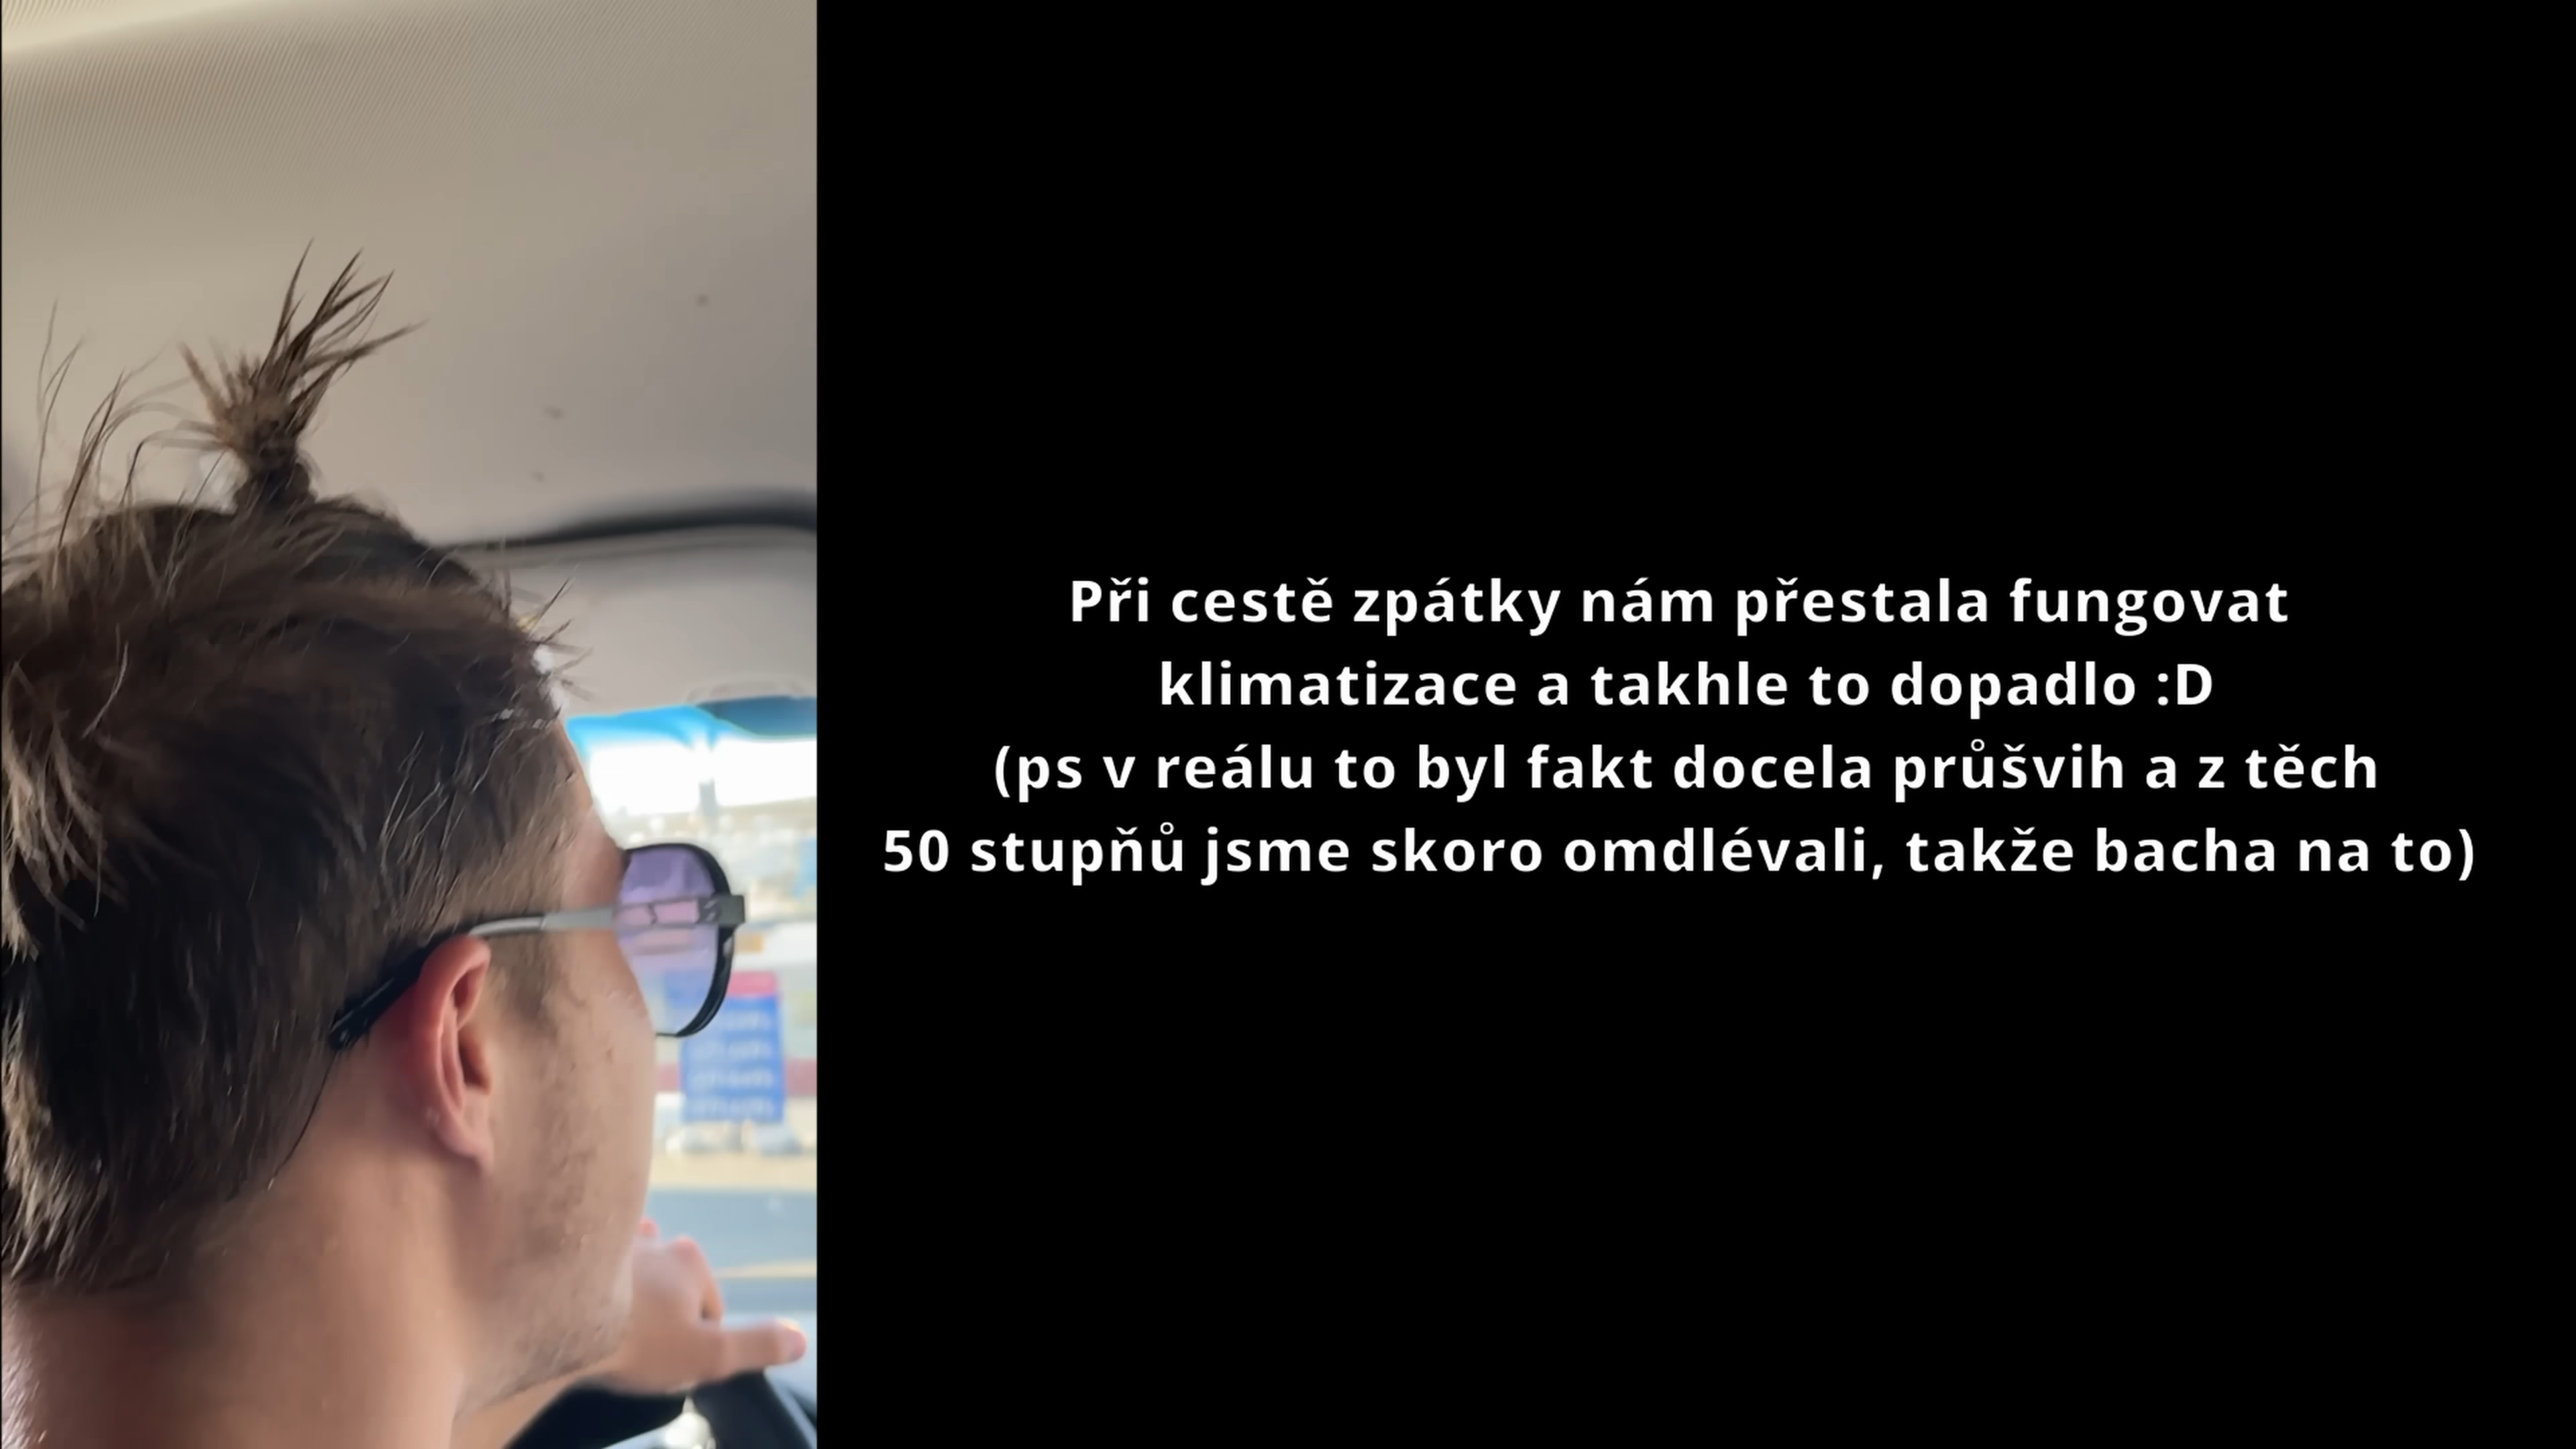 Při cestě zpátky nám přestala fungovat
klimatizace a takhle to dopadlo :D
(ps v reálu to byl fakt docela průšvih a z těch
50 stupňů jsme skoro omdlévali, takže bacha na to)